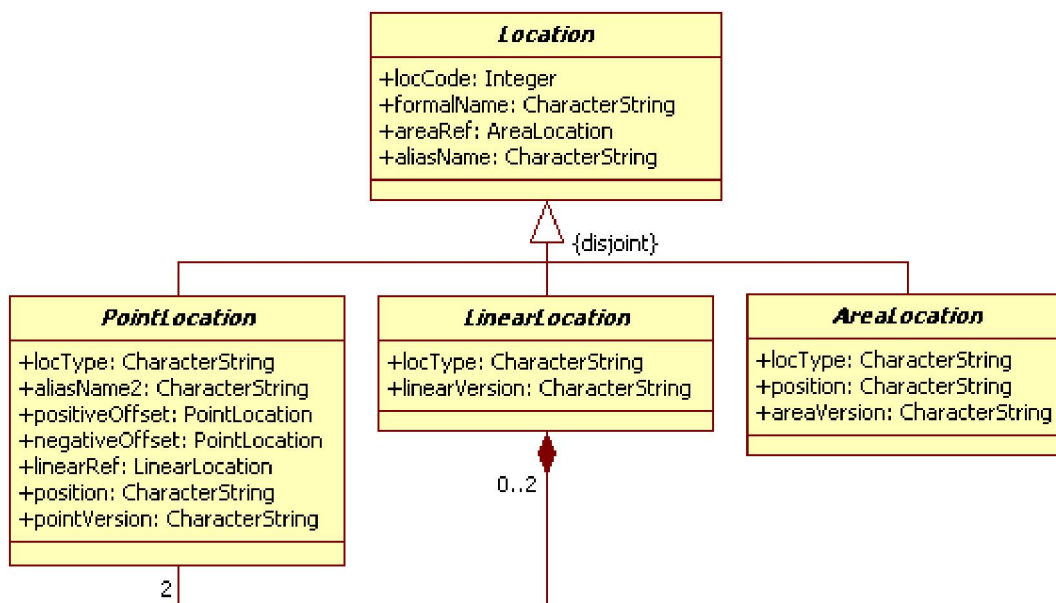 Location
+locCode: Integer
+formalName: CharacterString
+areaRef: AreaLocation
+aliasName: CharacterString
{disjoint}
PointLocation
+locType: CharacterString
+aliasName2: CharacterString
+positiveOffset: PointLocation
+negativeOffset: PointLocation
+linearRef: LinearLocation
+position: CharacterString
+pointVersion: CharacterString
2
LinearLocation
+locType: CharacterString
+linearVersion: CharacterString
0..2
AreaLocation
+locType: CharacterString
+position: CharacterString
+areaVersion: CharacterString